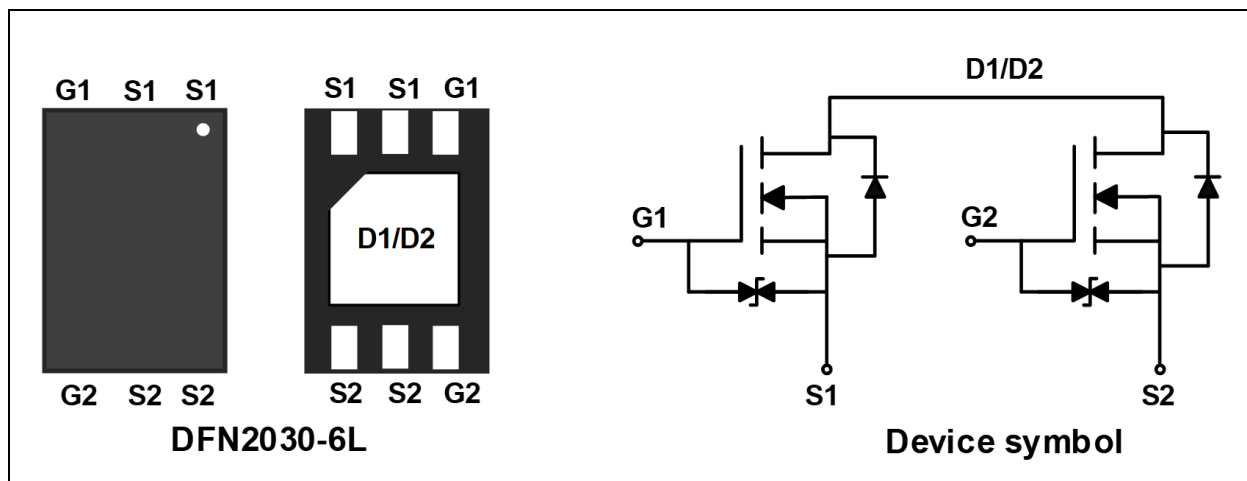 G1 S1 S1
S1 S1 G1
D1/D2
D1/D2
G1
G2
G2 S2 S2
S2 S2 G2
S1
S2
DFN2030-6L
Device symbol